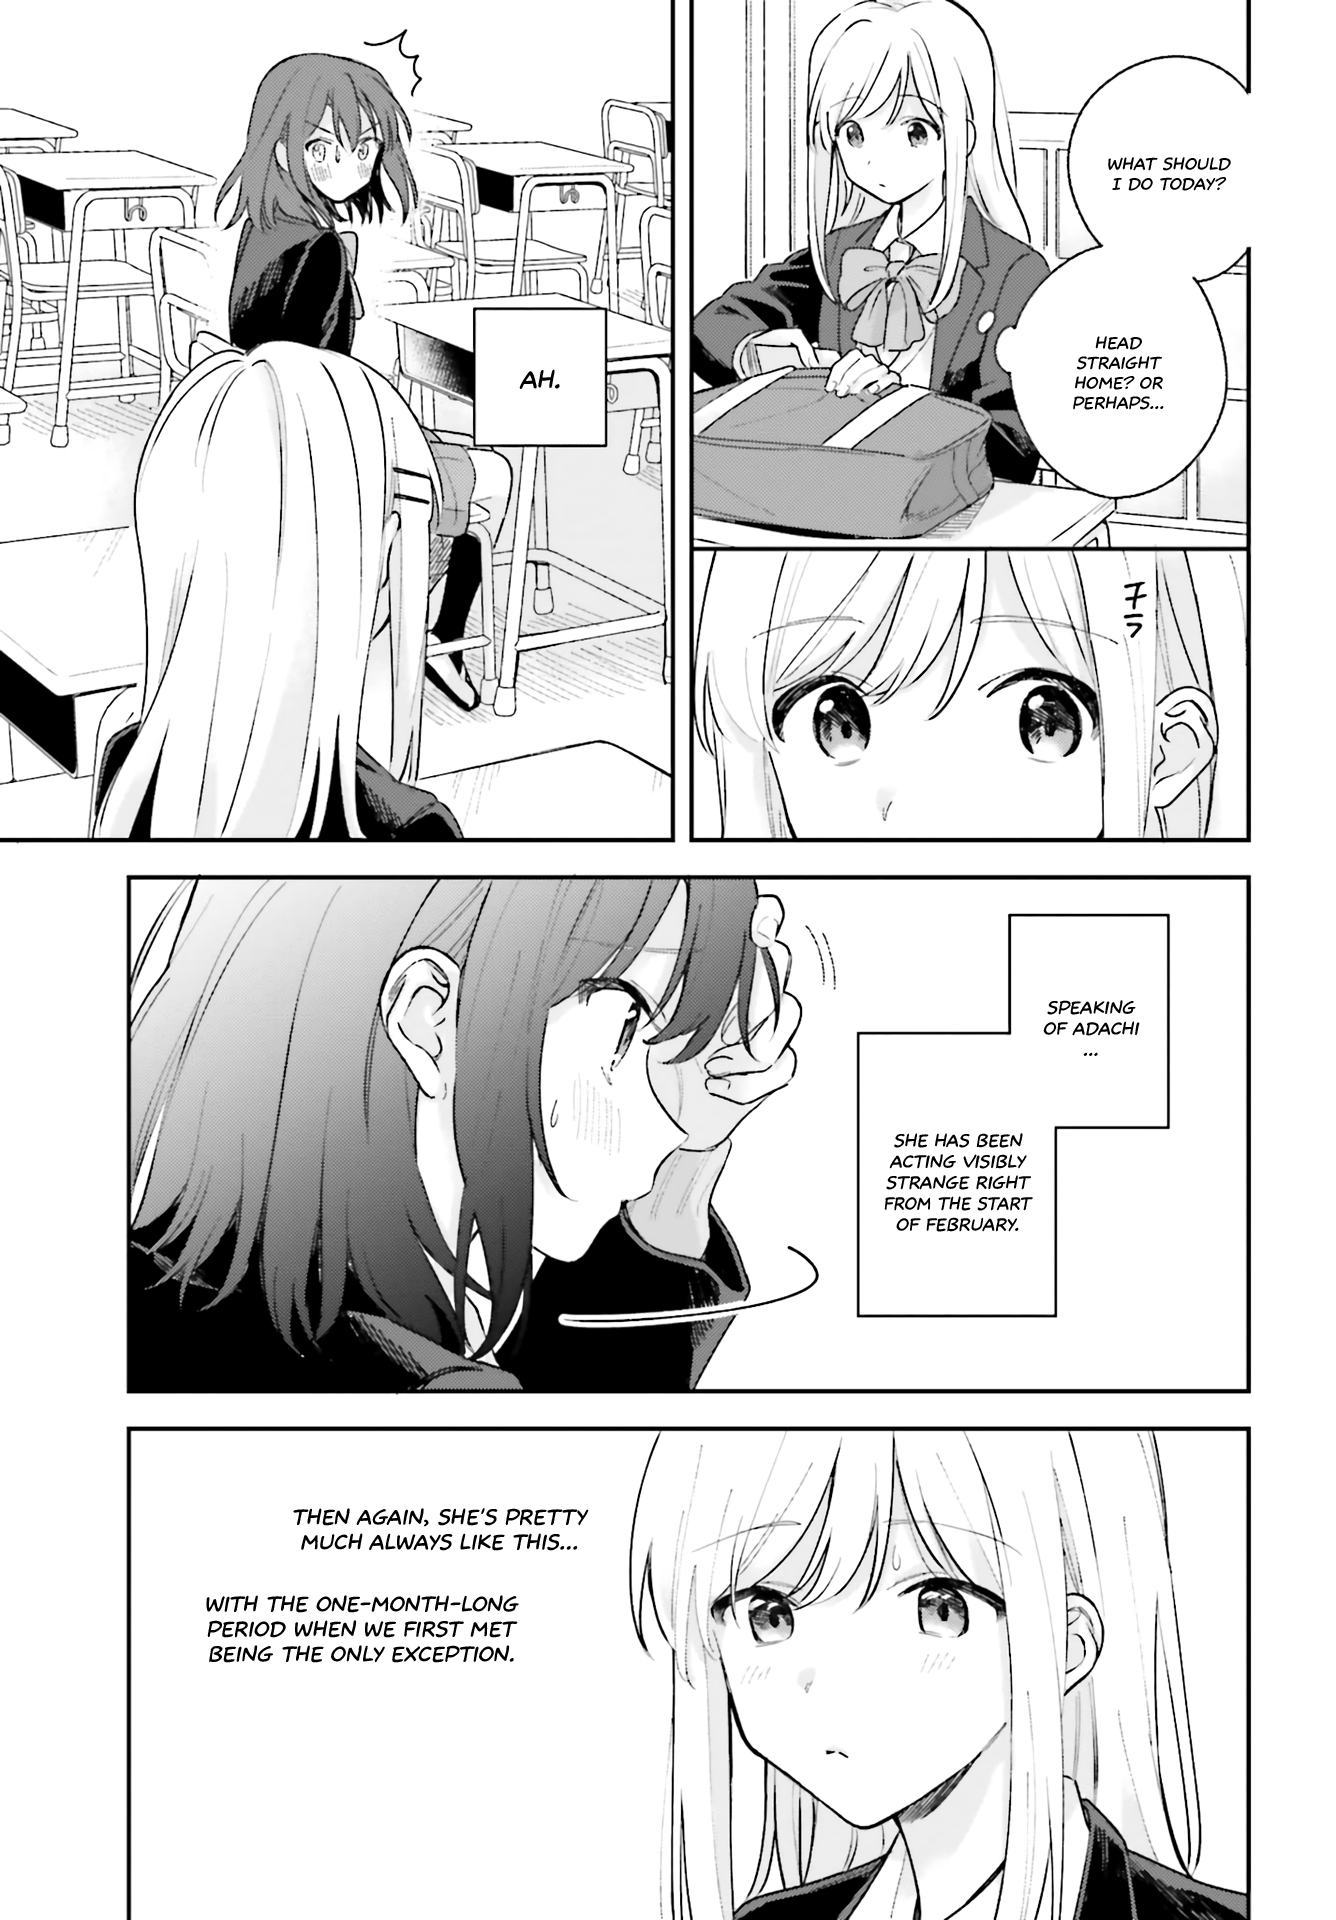 WHAT SHOULD
I DO TODAY?
HEAD
STRAIGHT
HOME? OR
PERHAPS...
チラ
AH.
SPEAKING
OF ADACHI
...
SHE HAS BEEN
ACTING VISIBLY
STRANGE RIGHT
FROM THE START
OF FEBRUARY.
THEN AGAIN, SHE'S PRETTY
MUCH ALWAYS LIKE THIS...
WITH THE ONE-MONTH-LONG
PERIOD WHEN WE FIRST MET
BEING THE ONLY EXCEPTION.